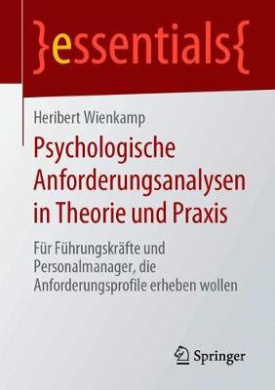 }essentials{
Heribert Wienkamp
Psychologische
Anforderungsanalysen
in Theorie und Praxis
Für Führungskräfte und
Personalmanager, die
Anforderungsprofile erheben wollen
Springer